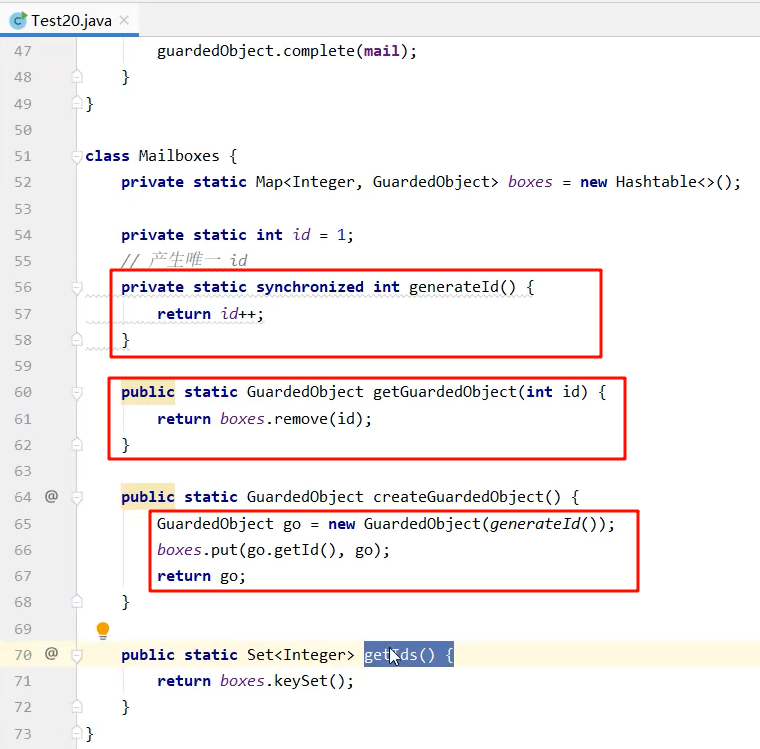 Test20.java
47 guardedObject.complete(mail);
48 }
49 }
50
51 class Mailboxes {
52 private static Map<Integer, GuardedObject> boxes = new Hashtable<>();
53
54 private static int id = 1;
55 // 产生唯一 id
56 private static synchronized int generateId() {
57 return id++;
58 }
59
60 public static GuardedObject getGuardedObject(int id) {
61 return boxes.remove(id);
62 }
63
64 @ public static GuardedObject createGuardedObject() {
65 GuardedObject go = new GuardedObject(generateId());
66 boxes.put(go.getId(), go);
67 return go;
68 }
69
70 @ public static Set<Integer> getIds() {
71 return boxes.keySet();
72 }
73 }